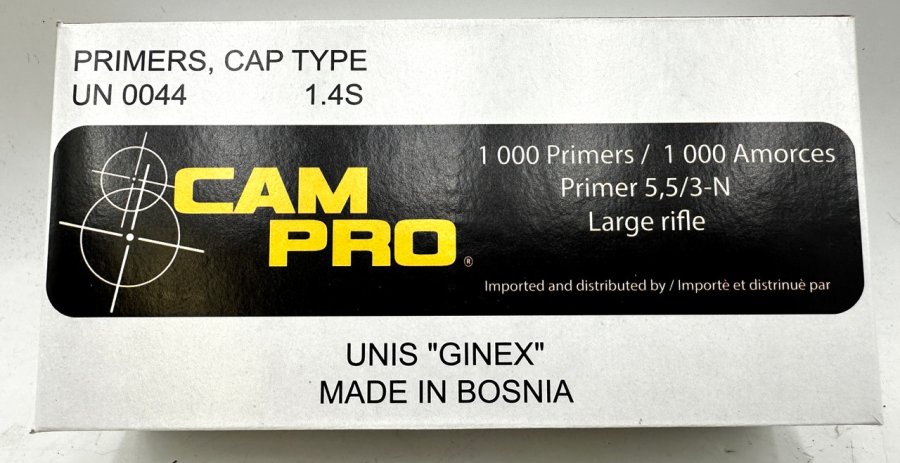 PRIMERS, CAP TYPE
UN 0044 1.4S
CAM
PRO®
1 000 Primers / 1 000 Amorces
Primer 5,5/3-N
Large rifle
Imported and distributed by / Importè et distrinuè par
UNIS "GINEX"
MADE IN BOSNIA